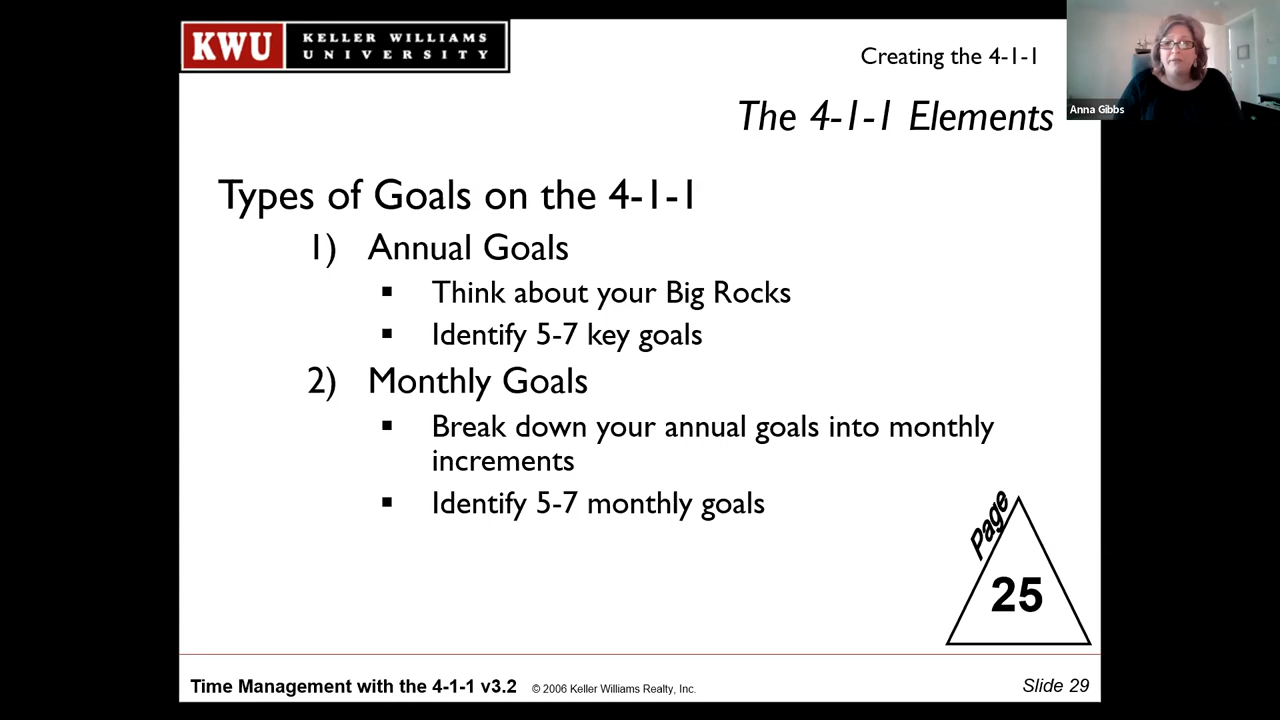 KWU
KELLER WILLIAMS
UNIVERSITY
Creating the 4-1-1
Anna Gibbs
The 4-1-1 Elements
Types of Goals on the 4-1-1
1) Annual Goals
▪ Think about your Big Rocks
▪ Identify 5-7 key goals
2) Monthly Goals
▪ Break down your annual goals into monthly
increments
▪ Identify 5-7 monthly goals
Page
25
Time Management with the 4-1-1 v3.2 © 2006 Keller Williams Realty, Inc. Slide 29